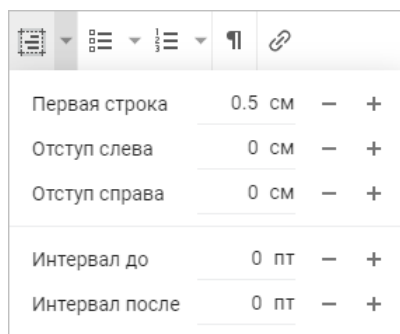 Первая строка 0.5 см − +
Отступ слева 0 см − +
Отступ справа 0 см − +
Интервал до 0 пт − +
Интервал после 0 пт − +